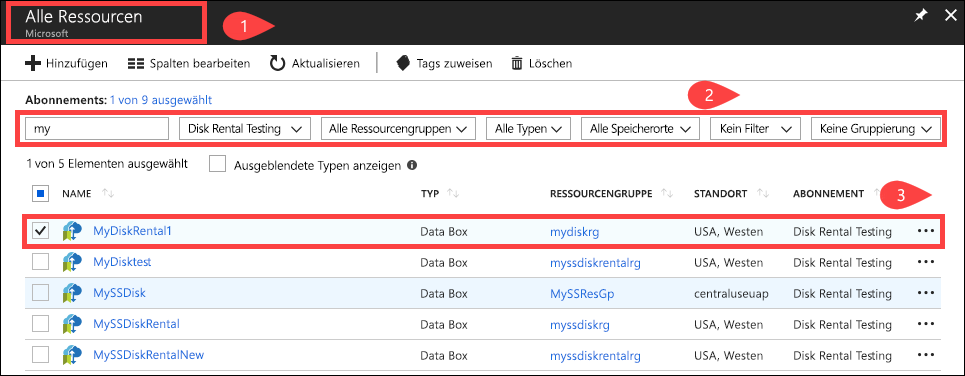 Alle Ressourcen
Microsoft
1
Hinzufügen Spalten bearbeiten Aktualisieren Tags zuweisen Löschen
Abonnements: 1 von 9 ausgewählt
2
my Disk Rental Testing Alle Ressourcengruppen Alle Typen Alle Speicherorte Kein Filter Keine Gruppierung
1 von 5 Elementen ausgewählt Ausgeblendete Typen anzeigen
NAME TYP RESSOURCENGRUPPE STANDORT ABONNEMENT 3
MyDiskRental1 Data Box mydiskrg USA, Westen Disk Rental Testing
MyDisktest Data Box myssdiskrentalrg USA, Westen Disk Rental Testing
MySSDisk Data Box MySSResGp centraluseuap Disk Rental Testing
MySSDiskRental Data Box myssdiskrg USA, Westen Disk Rental Testing
MySSDiskRentalNew Data Box myssdiskrentalrg USA, Westen Disk Rental Testing